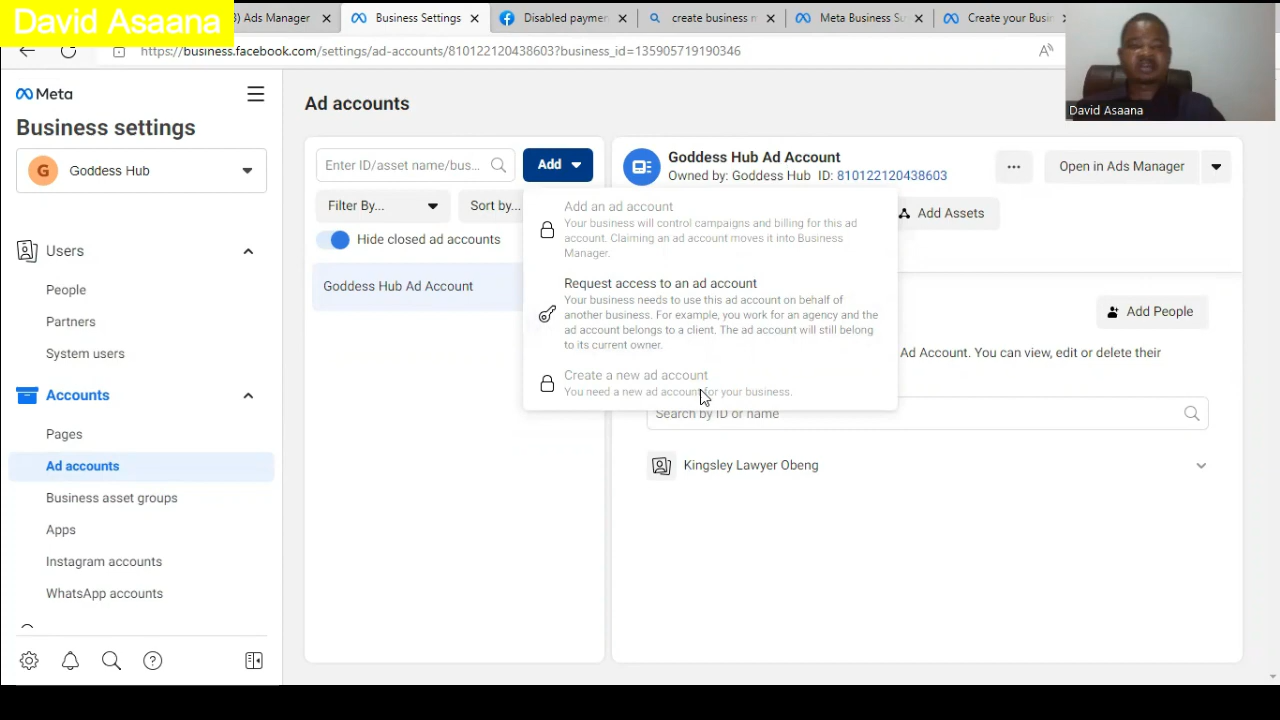 David Asaana
) Ads Manager
Business Settings
Disabled paymen
create business m
Meta Business Su
Create your Busin
https://business.facebook.com/settings/ad-accounts/810122120438603?business_id=135905719190346
David Asaana
Meta
Business settings
G
Goddess Hub
Users
People
Partners
System users
Accounts
Pages
Ad accounts
Business asset groups
Apps
Instagram accounts
WhatsApp accounts
Ad accounts
Enter ID/asset name/bus...
Add
Filter By...
Sort by...
Hide closed ad accounts
Goddess Hub Ad Account
Add an ad account
Your business will control campaigns and billing for this ad
account. Claiming an ad account moves it into Business
Manager.
Request access to an ad account
Your business needs to use this ad account on behalf of
another business. For example, you work for an agency and the
ad account belongs to a client. The ad account will still belong
to its current owner.
Create a new ad account
You need a new ad account for your business.
Goddess Hub Ad Account
Owned by: Goddess Hub ID: 810122120438603
Open in Ads Manager
Add Assets
Add People
Ad Account. You can view, edit or delete their
Search by ID or name
Kingsley Lawyer Obeng